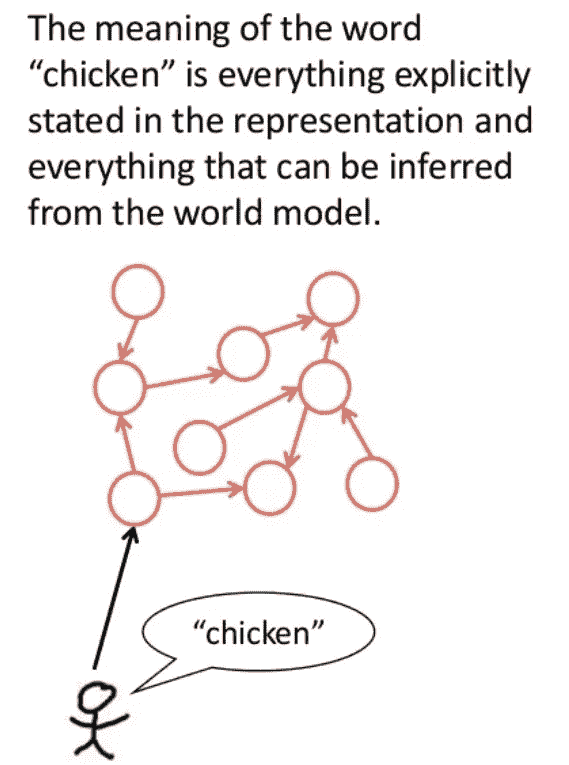 The meaning of the word
“chicken” is everything explicitly
stated in the representation and
everything that can be inferred
from the world model.
“chicken”